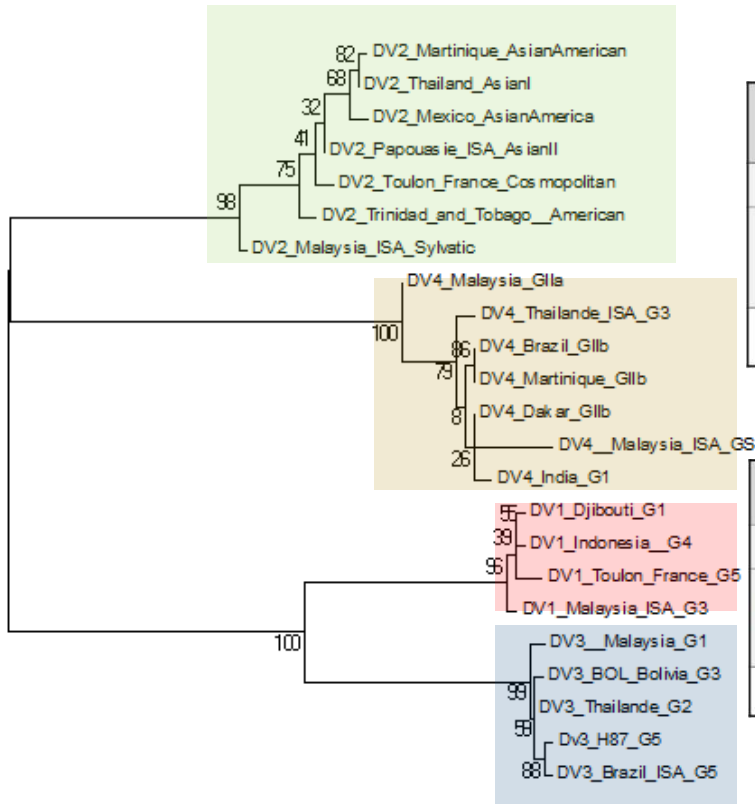 82
DV2_Martinique_AsianAmerican
68
DV2_Thailand_AsianI
32
DV2_Mexico_AsianAmerica
41
DV2_Papouasie_ISA_AsianII
75
DV2_Toulon_France_Cosmopolitan
98
DV2_Trinidad_and_Tobago__American
DV2_Malaysia_ISA_Sylvatic
DV4_Malaysia_GIIa
100
DV4_Thailande_ISA_G3
86
DV4_Brazil_GIIb
79
DV4_Martinique_GIIb
8
DV4_Dakar_GIIb
DV4__Malaysia_ISA_GS
26
DV4_India_G1
55
DV1_Djibouti_G1
39
DV1_Indonesia__G4
96
DV1_Toulon_France_G5
DV1_Malaysia_ISA_G3
100
DV3__Malaysia_G1
99
DV3_BOL_Bolivia_G3
DV3_Thailande_G2
59
Dv3_H87_G5
88
DV3_Brazil_ISA_G5